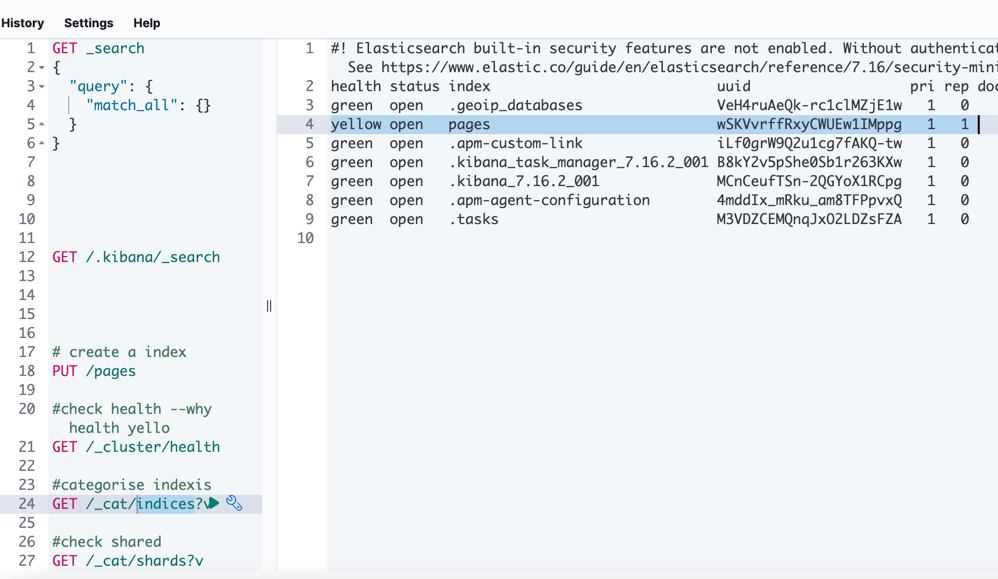 History Settings Help
1 GET _search
2 {
3 "query": {
4 "match_all": {}
5 }
6 }
7
8
9
10
11
12 GET /.kibana/_search
13
14
15
16
17 # create a index
18 PUT /pages
19
20 #check health --why
health yello
21 GET /_cluster/health
22
23 #categorise indexis
24 GET /_cat/indices?v
25
26 #check shared
27 GET /_cat/shards?v
1 #! Elasticsearch built-in security features are not enabled. Without authenticat
See https://www.elastic.co/guide/en/elasticsearch/reference/7.16/security-mini
2 health status index uuid pri rep doc
3 green open .geoip_databases VeH4ruAeQk-rc1clMZjE1w 1 0
4 yellow open pages wSKVvrffRxyCWUEw1IMppg 1 1
5 green open .apm-custom-link iLf0grW9Q2u1cg7fAKQ-tw 1 0
6 green open .kibana_task_manager_7.16.2_001 B8kY2v5pShe0Sb1r263KXw 1 0
7 green open .kibana_7.16.2_001 MCnCeufTSn-2QGYoX1RCpg 1 0
8 green open .apm-agent-configuration 4mddIx_mRku_am8TFPpvxQ 1 0
9 green open .tasks M3VDZCEMQnqJxO2LDZsFZA 1 0
10